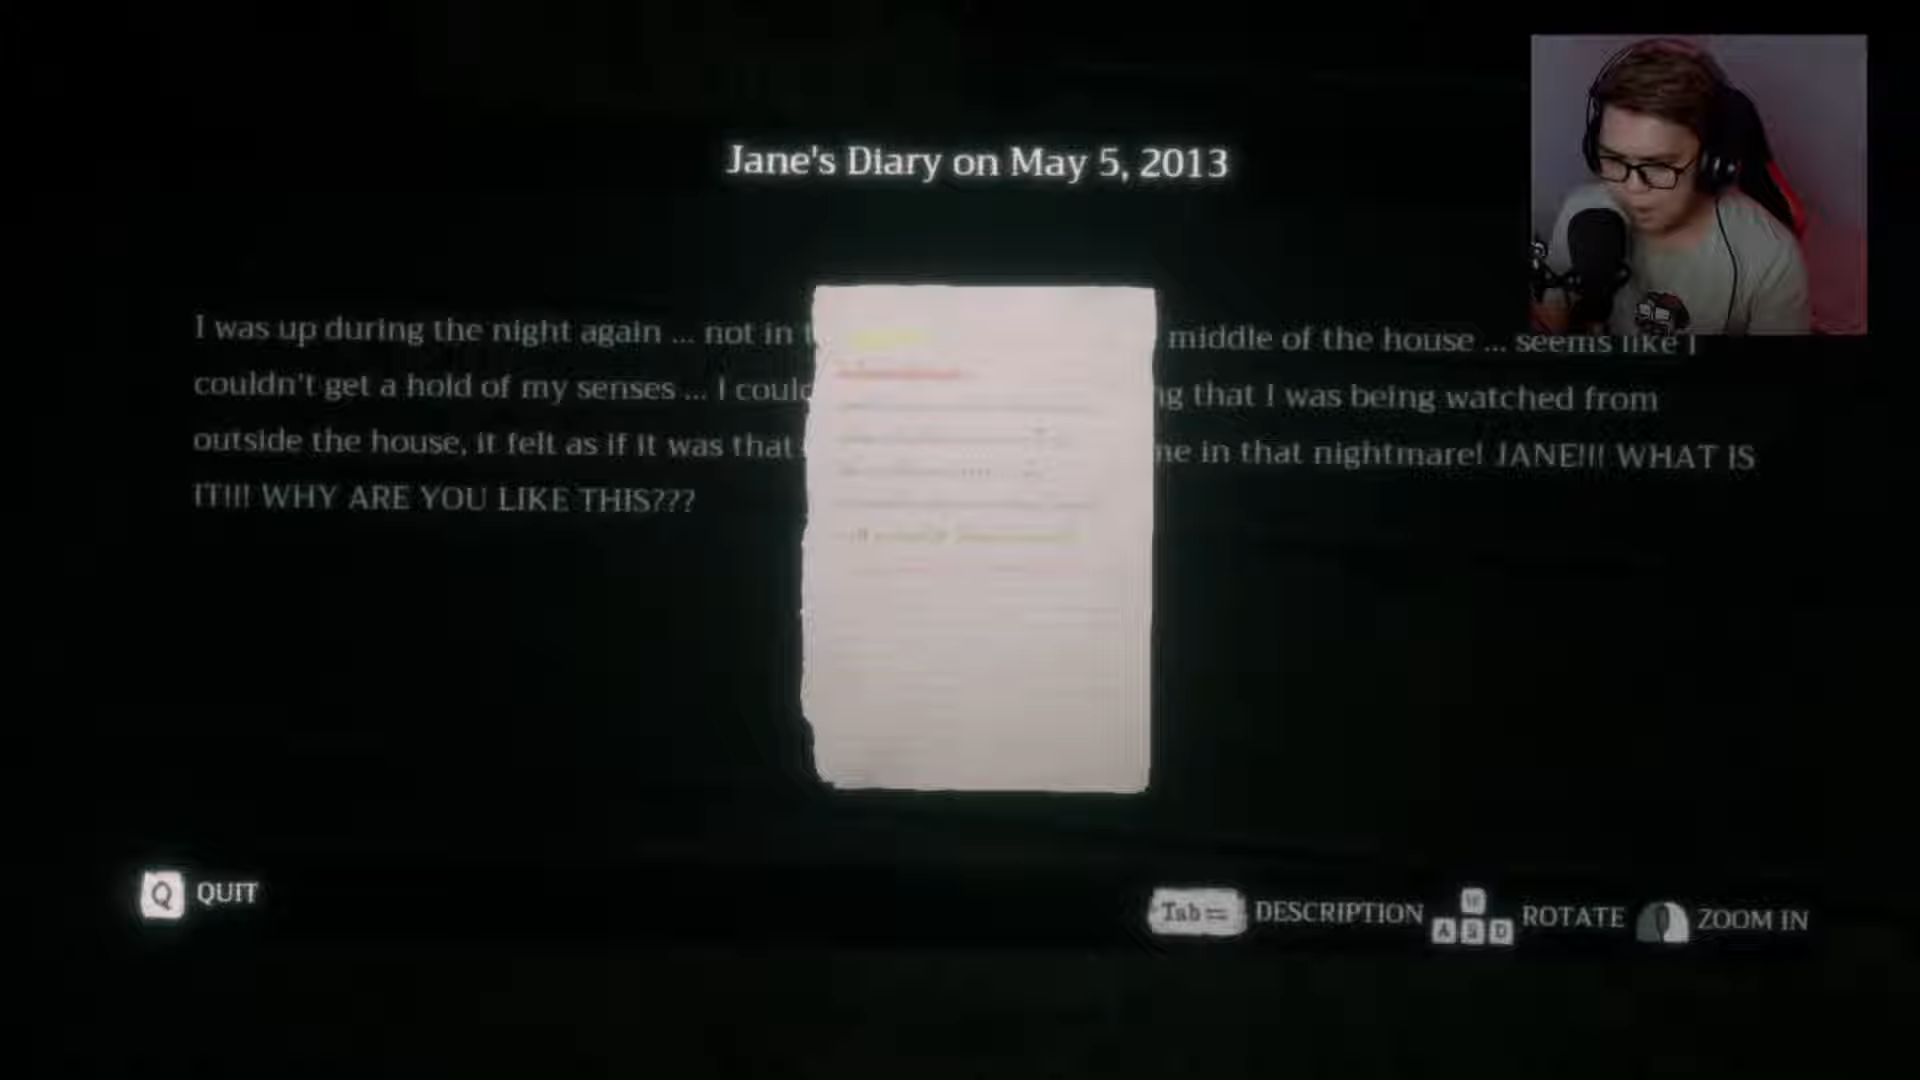 Jane's Diary on May 5, 2013
I was up during the night again ... not in middle of the house ... seems like I
couldn't get a hold of my senses ... I that I was being watched from
outside the house, it felt as if it was that in that nightmare! JANE!!! WHAT IS
IT!!! WHY ARE YOU LIKE THIS???
Q QUIT
Tab DESCRIPTION W A S D ROTATE ZOOM IN